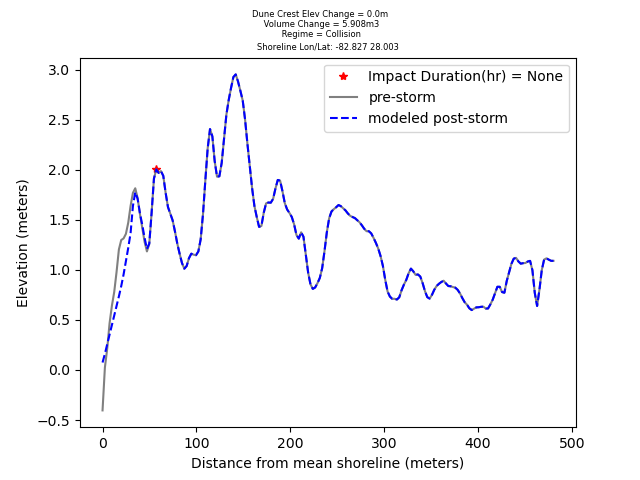 Dune Crest Elev Change = 0.0m
Volume Change = 5.908m3
Regime = Collision
Shoreline Lon/Lat: -82.827 28.003
Impact Duration(hr) = None
pre-storm
modeled post-storm
Elevation (meters)
3.0
2.5
2.0
1.5
1.0
0.5
0.0
−0.5
0 100 200 300 400 500
Distance from mean shoreline (meters)